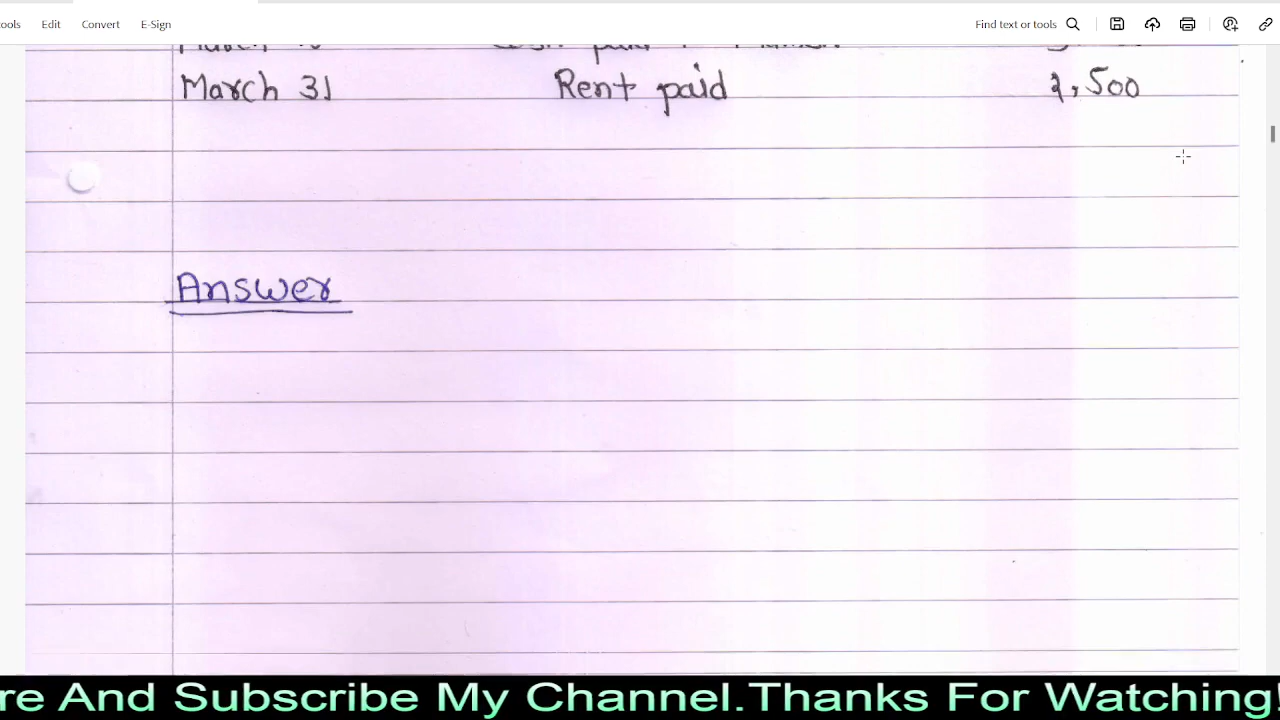 ools Edit Convert E-Sign Find text or tools
March 31 Rent paid 2,500
Answer
re And Subscribe My Channel.Thanks For Watching!